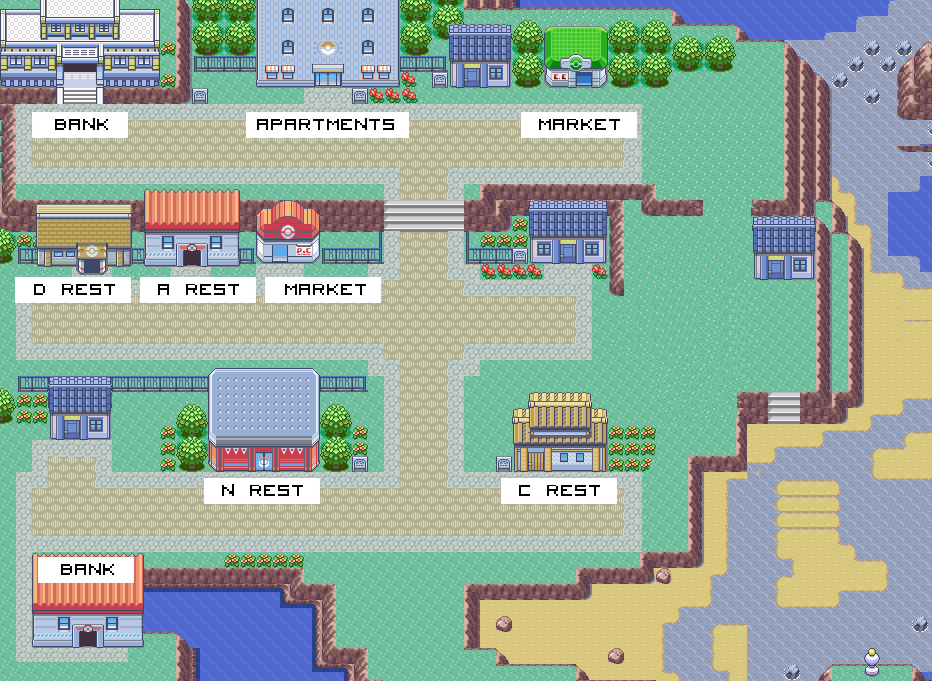 BANK
APARTMENTS
MARKET
D REST
A REST
MARKET
N REST
C REST
BANK